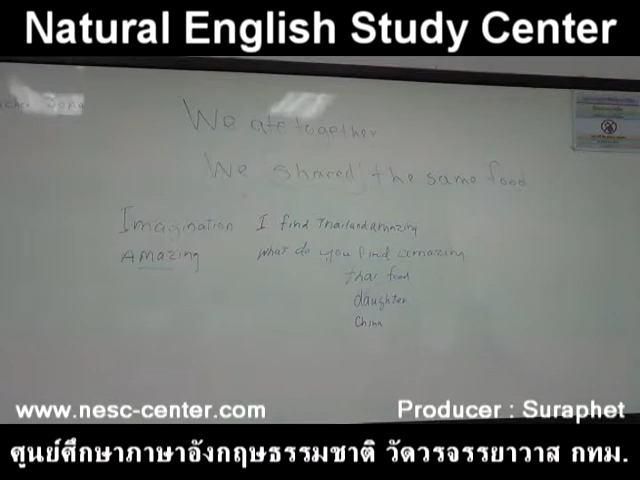 Natural English Study Center
We ate together
We shared the same food
Imagination I find Thailand amazing
Amazing what do you find amazing
thai food
daughter
China
www.nesc-center.com Producer : Suraphet
ศูนย์ศึกษาภาษาอังกฤษธรรมชาติ วัดวรจรรยาวาส กทม.